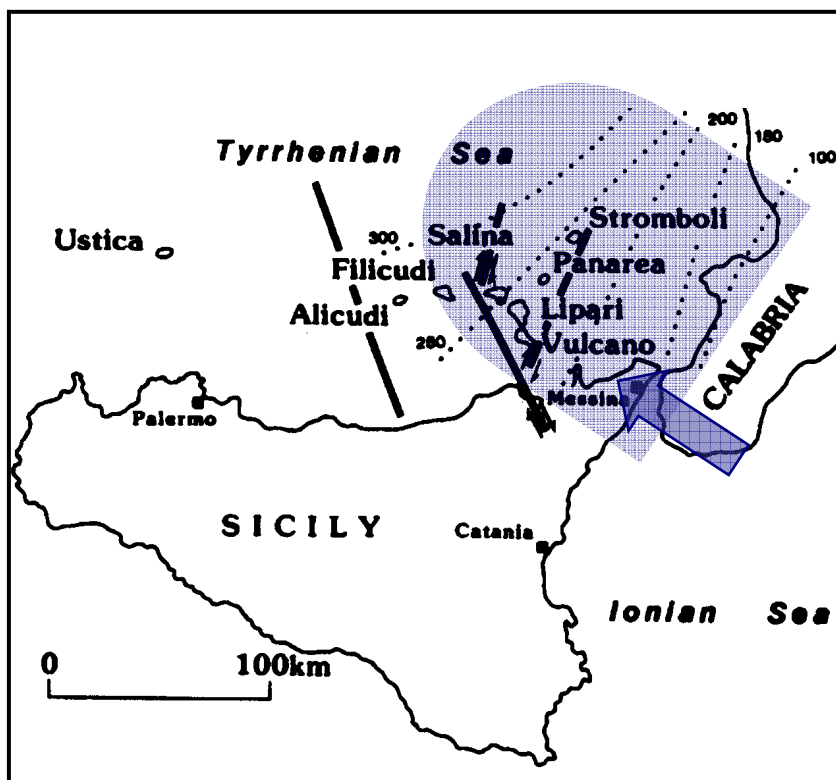 200
180
100
Tyrrhenian Sea
Stromboli
Ustica
300
Salina
Filicudi
Panarea
Alicudi
Lipari
250
Vulcano
CALABRIA
Messina
Palermo
SICILY
Catania
Ionian Sea
0 100km